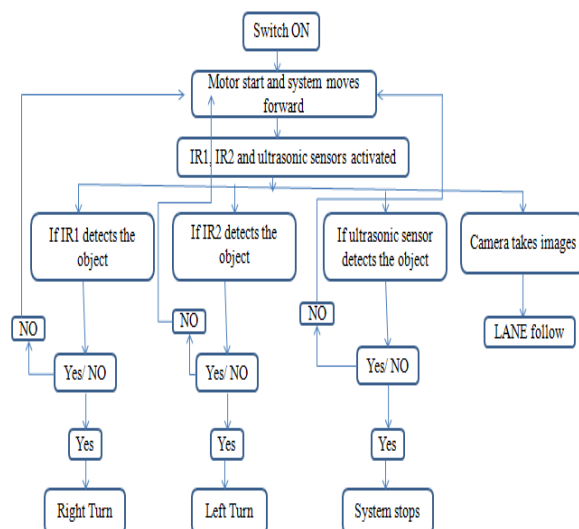 Switch ON
Motor start and system moves
forward
IR1, IR2 and ultrasonic sensors activated
If IR1 detects the
object
If IR2 detects the
object
If ultrasonic sensor
detects the object
Camera takes images
NO
NO
NO
LANE follow
Yes/ NO
Yes/ NO
Yes/ NO
Yes
Yes
Yes
Right Turn
Left Turn
System stops